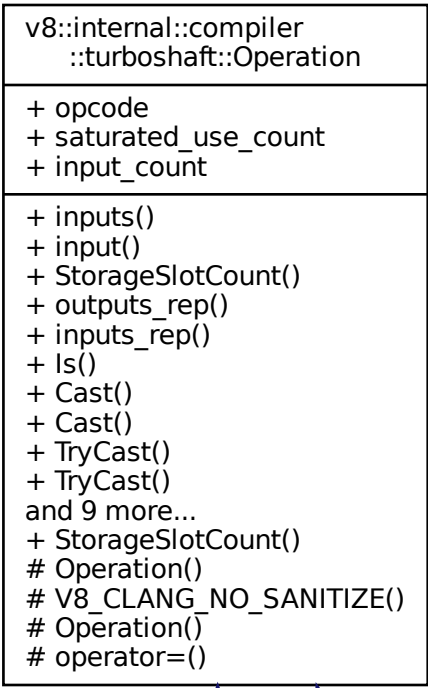 v8::internal::compiler
::turboshaft::Operation
+ opcode
+ saturated_use_count
+ input_count
+ inputs()
+ input()
+ StorageSlotCount()
+ outputs_rep()
+ inputs_rep()
+ Is()
+ Cast()
+ Cast()
+ TryCast()
+ TryCast()
and 9 more...
+ StorageSlotCount()
# Operation()
# V8_CLANG_NO_SANITIZE()
# Operation()
# operator=()